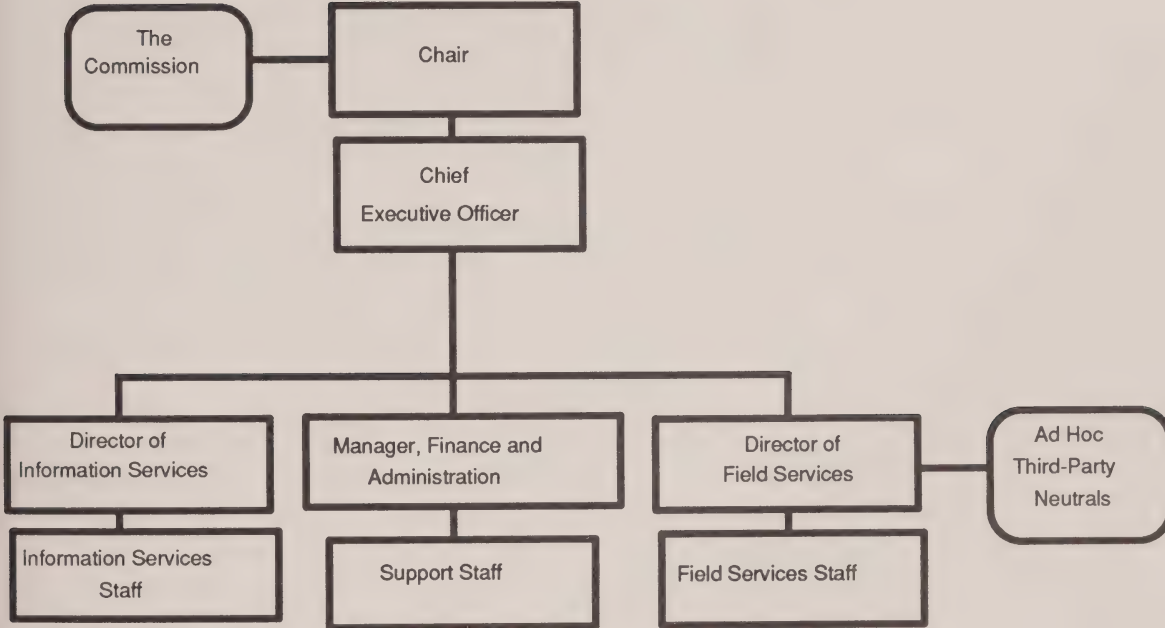 The
Commission
Chair
Chief
Executive Officer
Director of
Information Services
Manager, Finance and
Administration
Director of
Field Services
Ad Hoc
Third-Party
Neutrals
Information Services
Staff
Support Staff
Field Services Staff